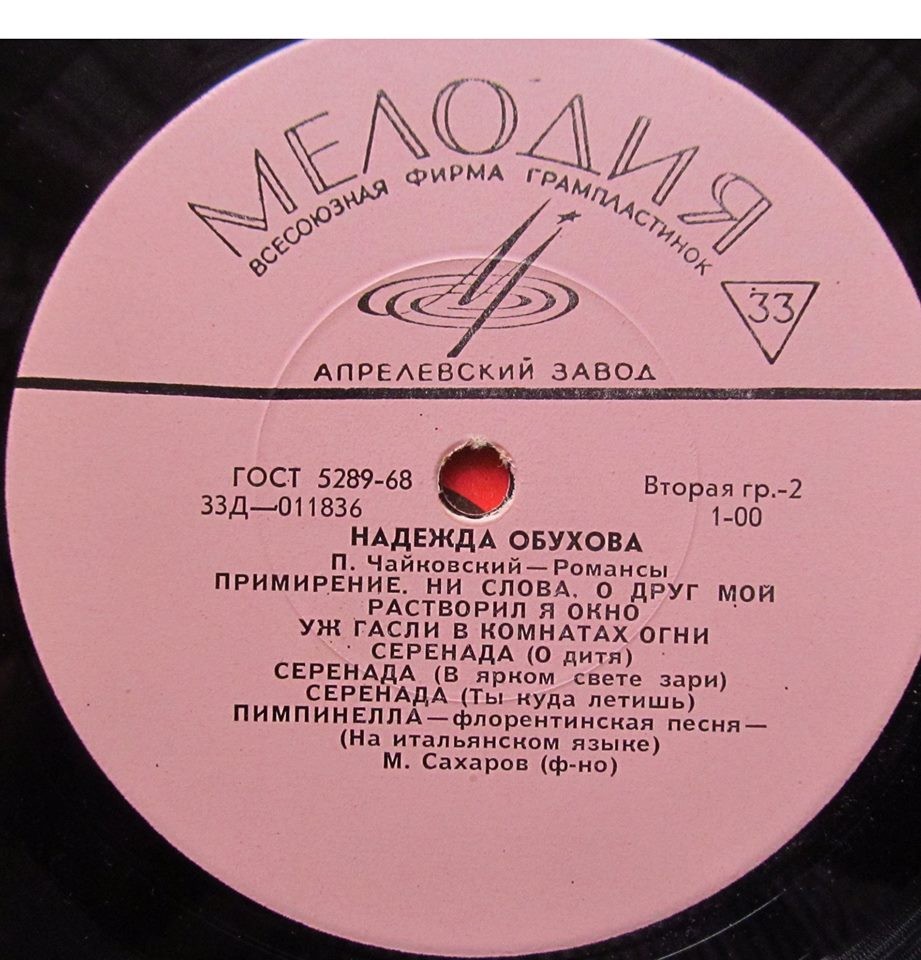 МЕЛОДИЯ
ВСЕСОЮЗНАЯ ФИРМА ГРАМПЛАСТИНОК
33
АПРЕЛЕВСКИЙ ЗАВОД
ГОСТ 5289-68
33Д—011836
Вторая гр.-2
1-00
НАДЕЖДА ОБУХОВА
П. Чайковский—Романсы
ПРИМИРЕНИЕ. НИ СЛОВА, О ДРУГ МОЙ
РАСТВОРИЛ Я ОКНО
УЖ ГАСЛИ В КОМНАТАХ ОГНИ
СЕРЕНАДА (О дитя)
СЕРЕНАДА (В ярком свете зари)
СЕРЕНАДА (Ты куда летишь)
ПИМПИНЕЛЛА—флорентинская песня—
(На итальянском языке)
М. Сахаров (ф-но)